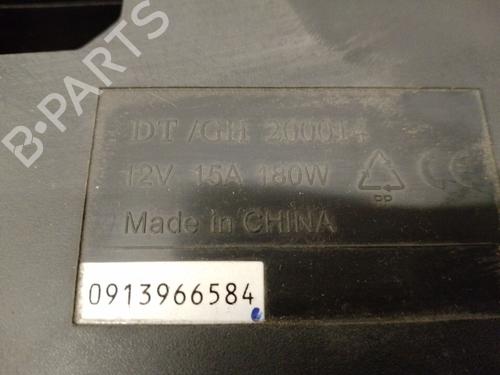 DT /GH 200014
12V 15A 180W
PP
CE
Made in CHINA
0913966584
B-PARTS